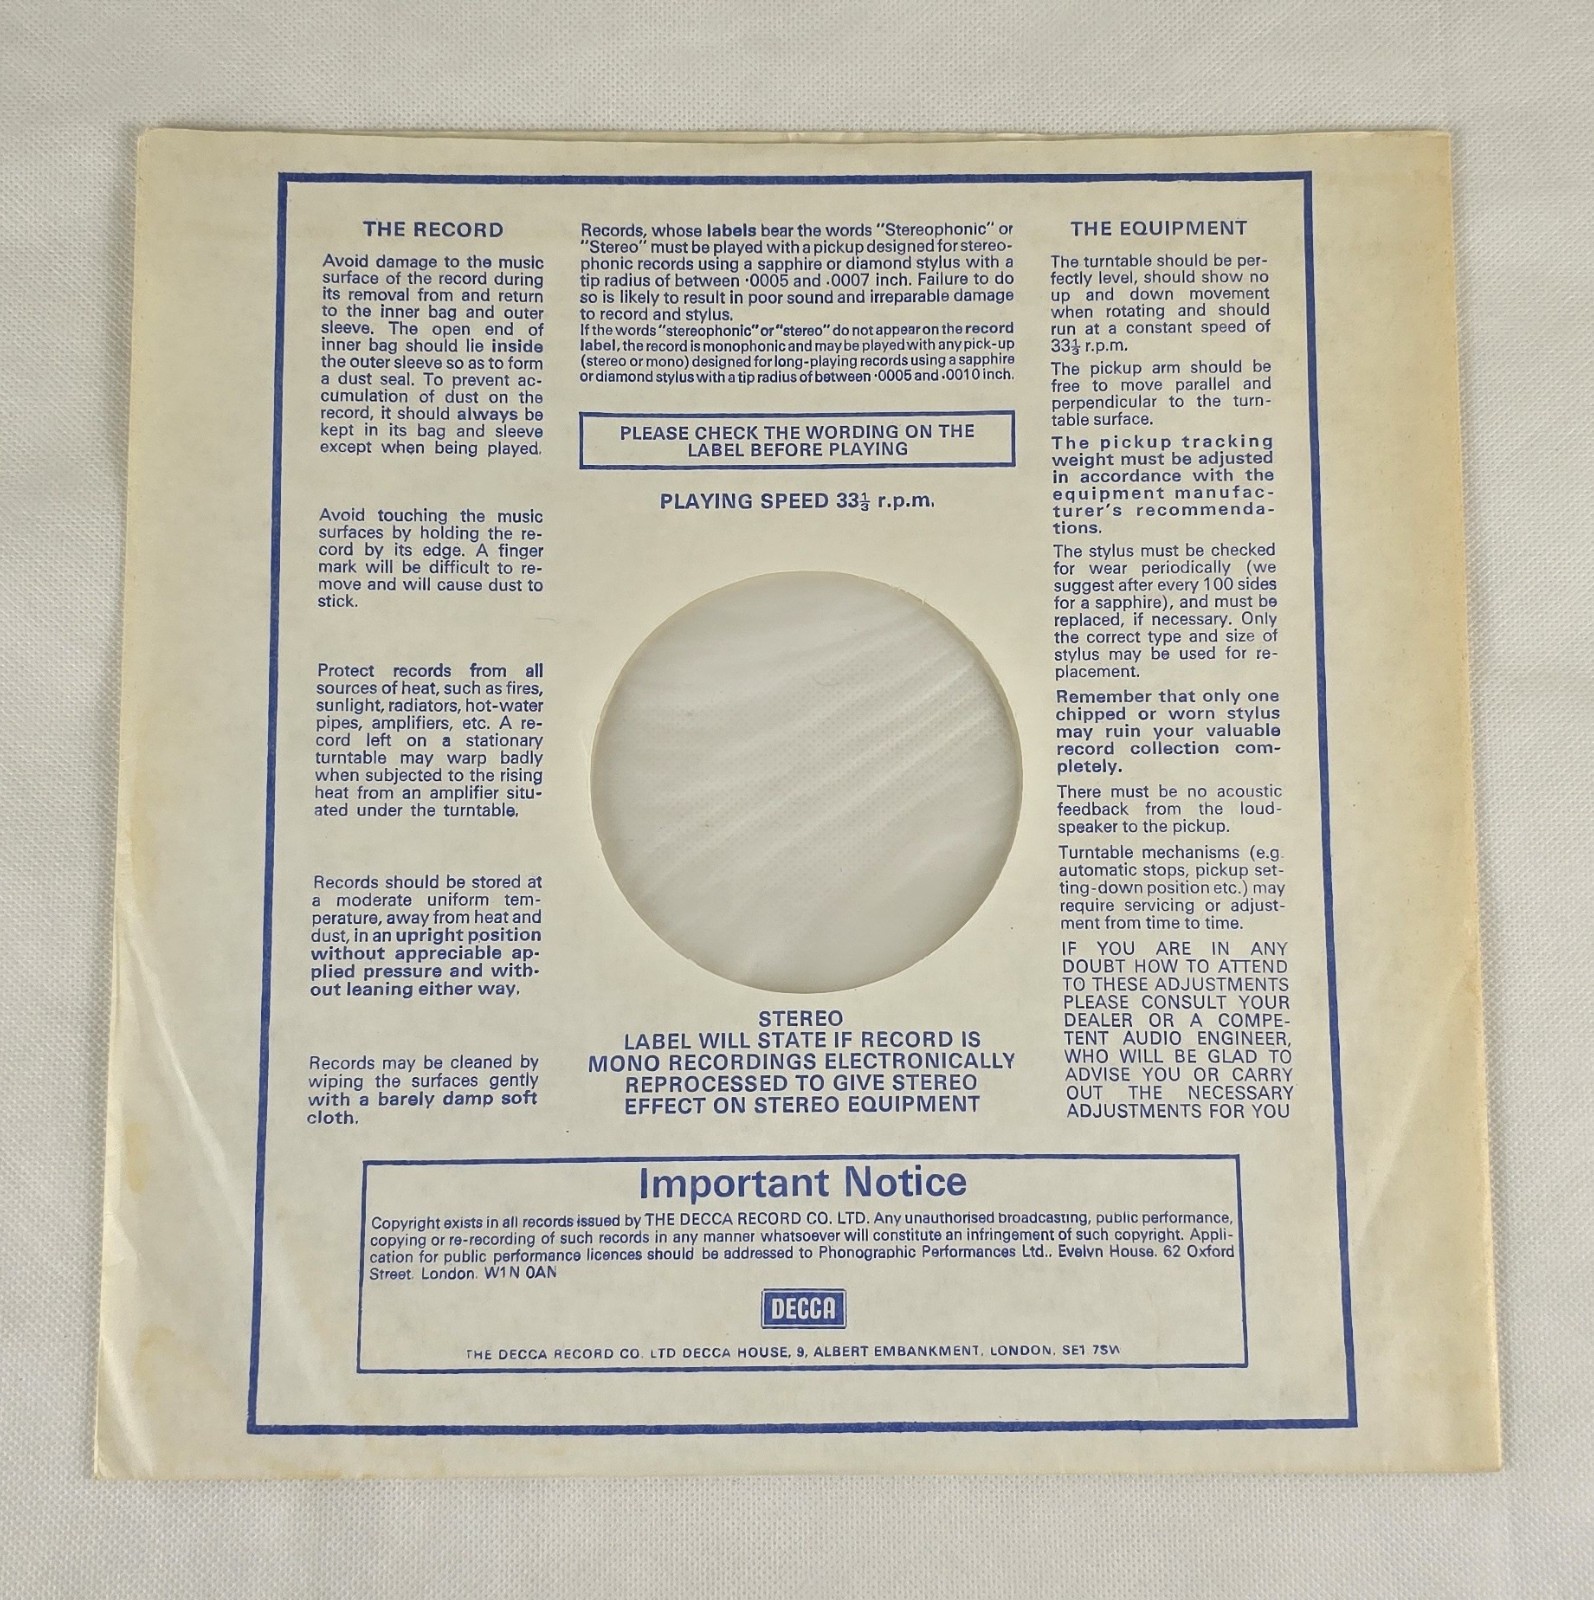 THE RECORD
Avoid damage to the music
surface of the record during
its removal from and return
to the inner bag and outer
sleeve. The open end of
inner bag should lie inside
the outer sleeve so as to form
a dust seal. To prevent ac-
cumulation of dust on the
record, it should always be
kept in its bag and sleeve
except when being played.
Avoid touching the music
surfaces by holding the re-
cord by its edge. A finger
mark will be difficult to re-
move and will cause dust to
stick.
Protect records from all
sources of heat, such as fires,
sunlight, radiators, hot-water
pipes, amplifiers, etc. A re-
cord left on a stationary
turntable may warp badly
when subjected to the rising
heat from an amplifier situ-
ated under the turntable.
Records should be stored at
a moderate uniform tem-
perature, away from heat and
dust, in an upright position
without appreciable ap-
plied pressure and with-
out leaning either way.
Records may be cleaned by
wiping the surfaces gently
with a barely damp soft
cloth.
Records, whose labels bear the words "Stereophonic" or
"Stereo" must be played with a pickup designed for stereo-
phonic records using a sapphire or diamond stylus with a
tip radius of between ·0005 and .0007 inch. Failure to do
so is likely to result in poor sound and irreparable damage
to record and stylus.
If the words "stereophonic" or "stereo" do not appear on the record
label, the record is monophonic and may be played with any pick-up
(stereo or mono) designed for long-playing records using a sapphire
or diamond stylus with a tip radius of between ·0005 and .0010 inch.
PLEASE CHECK THE WORDING ON THE
LABEL BEFORE PLAYING
PLAYING SPEED 33⅓ r.p.m.
STEREO
LABEL WILL STATE IF RECORD IS
MONO RECORDINGS ELECTRONICALLY
REPROCESSED TO GIVE STEREO
EFFECT ON STEREO EQUIPMENT
THE EQUIPMENT
The turntable should be per-
fectly level, should show no
up and down movement
when rotating and should
run at a constant speed of
33⅓ r.p.m.
The pickup arm should be
free to move parallel and
perpendicular to the turn-
table surface.
The pickup tracking
weight must be adjusted
in accordance with the
equipment manufac-
turer's recommenda-
tions.
The stylus must be checked
for wear periodically (we
suggest after every 100 sides
for a sapphire), and must be
replaced, if necessary. Only
the correct type and size of
stylus may be used for re-
placement.
Remember that only one
chipped or worn stylus
may ruin your valuable
record collection com-
pletely.
There must be no acoustic
feedback from the loud-
speaker to the pickup.
Turntable mechanisms (e.g.
automatic stops, pickup set-
ting-down position etc.) may
require servicing or adjust-
ment from time to time.
IF YOU ARE IN ANY
DOUBT HOW TO ATTEND
TO THESE ADJUSTMENTS
PLEASE CONSULT YOUR
DEALER OR A COMPE-
TENT AUDIO ENGINEER,
WHO WILL BE GLAD TO
ADVISE YOU OR CARRY
OUT THE NECESSARY
ADJUSTMENTS FOR YOU
Important Notice
Copyright exists in all records issued by THE DECCA RECORD CO. LTD. Any unauthorised broadcasting, public performance,
copying or re-recording of such records in any manner whatsoever will constitute an infringement of such copyright. Appli-
cation for public performance licences should be addressed to Phonographic Performances Ltd., Evelyn House. 62 Oxford
Street. London. W1N 0AN
DECCA
THE DECCA RECORD CO. LTD DECCA HOUSE, 9, ALBERT EMBANKMENT, LONDON, SE1 7SW